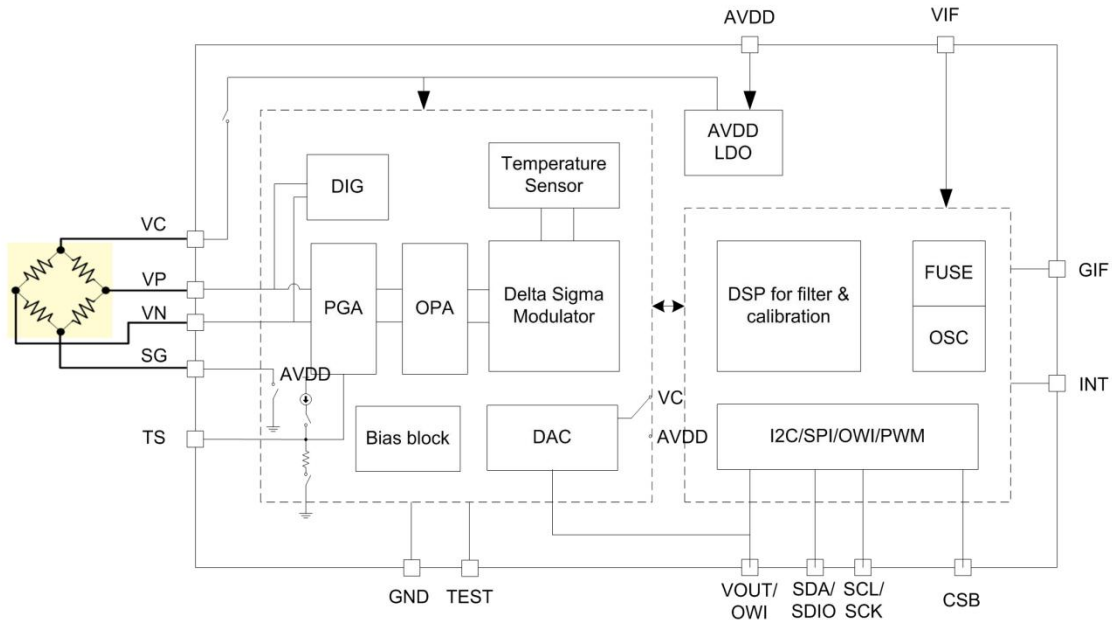 AVDD
VIF
AVDD
LDO
Temperature
Sensor
DIG
VC
VP
VN
SG
TS
PGA
OPA
Delta Sigma
Modulator
DSP for filter &
calibration
FUSE
OSC
GIF
INT
AVDD
Bias block
DAC
VC
AVDD
I2C/SPI/OWI/PWM
GND
TEST
VOUT/
OWI
SDA/
SDIO
SCL/
SCK
CSB